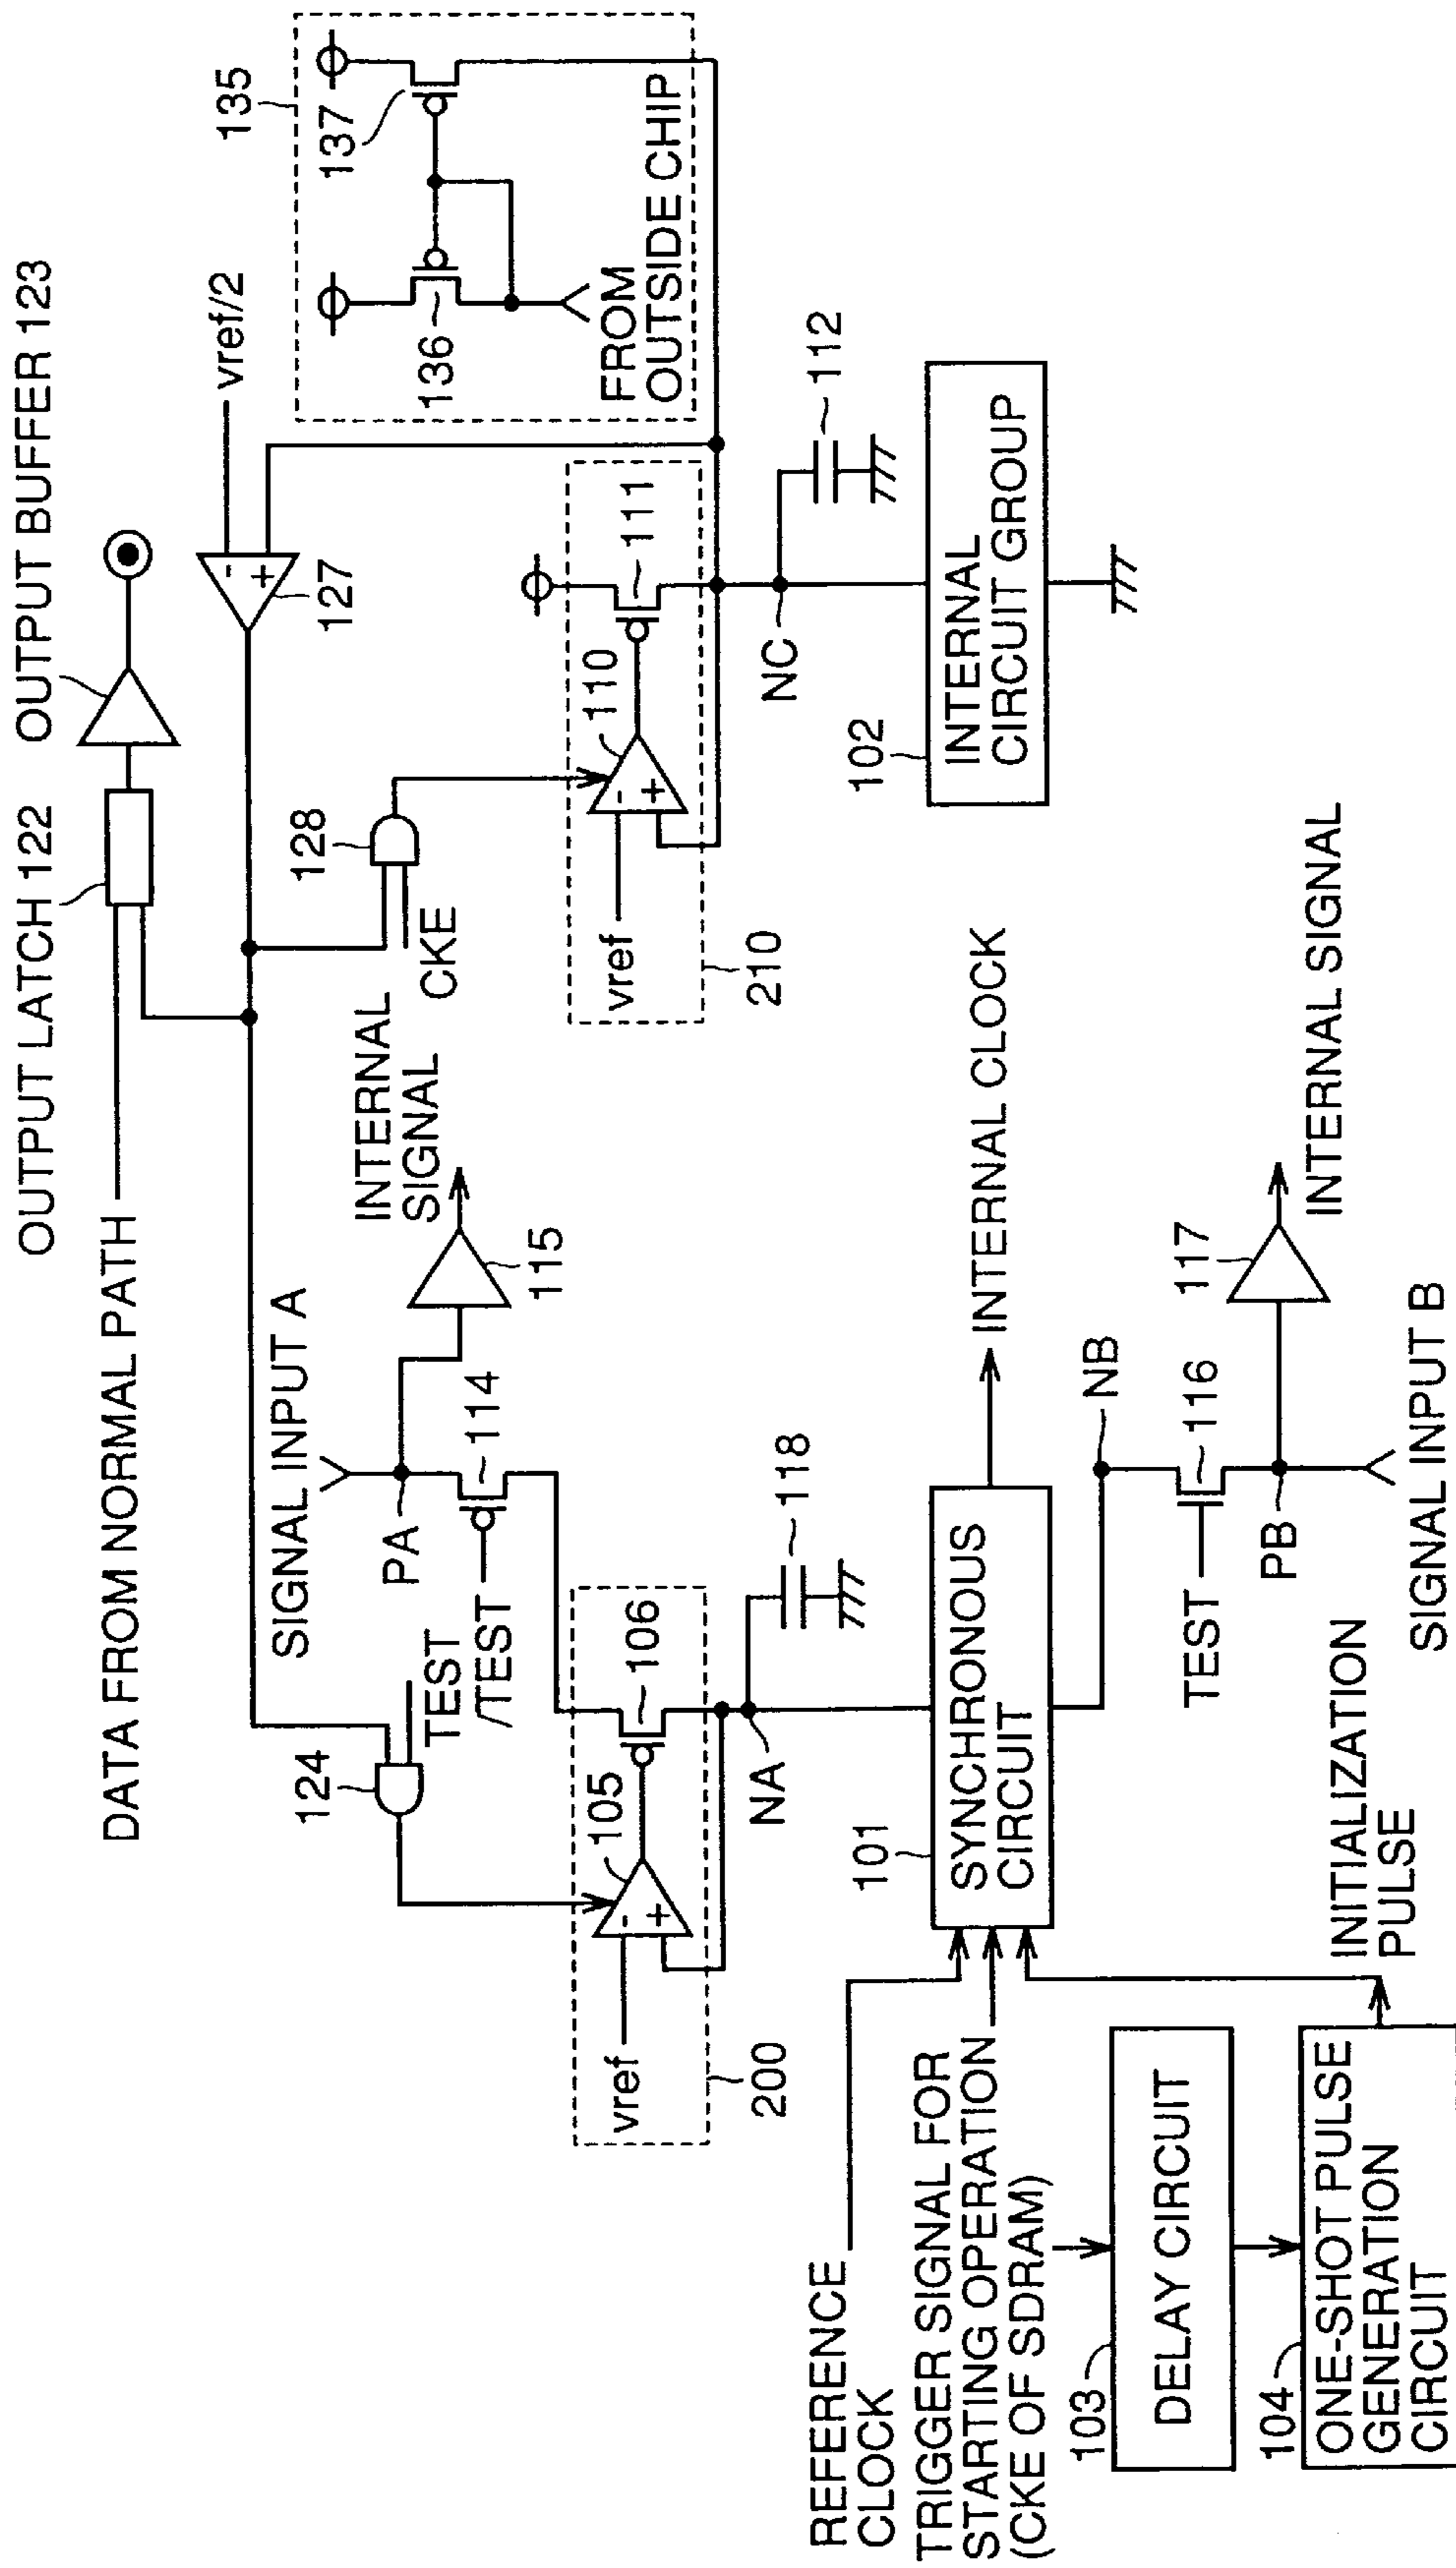 OUTPUT LATCH 122
OUTPUT BUFFER 123
DATA FROM NORMAL PATH
vref/2
-
+
127
135
137
136
FROM
OUTSIDE CHIP
SIGNAL INPUT A
124
TEST
/TEST
PA
114
115
INTERNAL
SIGNAL
128
CKE
vref
-
+
110
111
210
NC
112
102
INTERNAL
CIRCUIT GROUP
vref
-
+
105
106
200
NA
118
REFERENCE
CLOCK
TRIGGER SIGNAL FOR
STARTING OPERATION
(CKE OF SDRAM)
101
SYNCHRONOUS
CIRCUIT
INTERNAL CLOCK
103
DELAY CIRCUIT
104
ONE-SHOT PULSE
GENERATION
CIRCUIT
INITIALIZATION
PULSE
NB
TEST
116
PB
117
INTERNAL SIGNAL
SIGNAL INPUT B